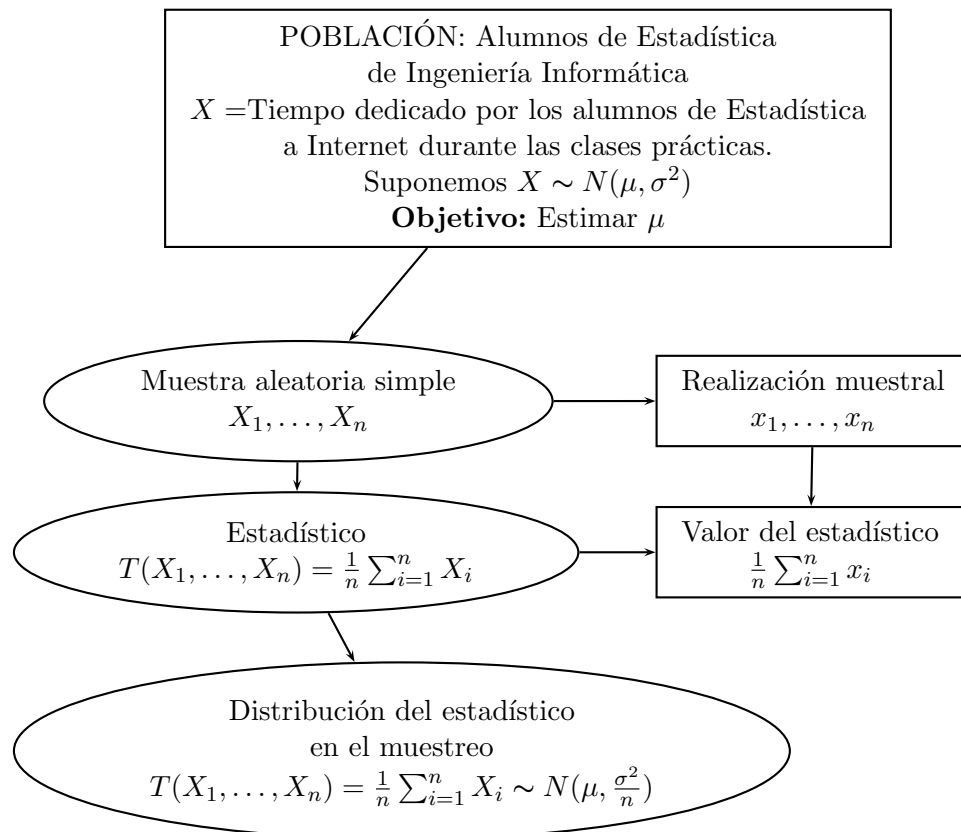 POBLACIÓN: Alumnos de Estadística
de Ingeniería Informática
X =Tiempo dedicado por los alumnos de Estadística
a Internet durante las clases prácticas.
Suponemos X ∼ N(μ, σ²)
Objetivo: Estimar μ
Muestra aleatoria simple
X₁, . . . , Xₙ
Realización muestral
x₁, . . . , xₙ
Estadístico
T(X₁, . . . , Xₙ) = 1/n ∑ⁿᵢ₌₁ Xᵢ
Valor del estadístico
1/n ∑ⁿᵢ₌₁ xᵢ
Distribución del estadístico
en el muestreo
T(X₁, . . . , Xₙ) = 1/n ∑ⁿᵢ₌₁ Xᵢ ∼ N(μ, σ²/n)